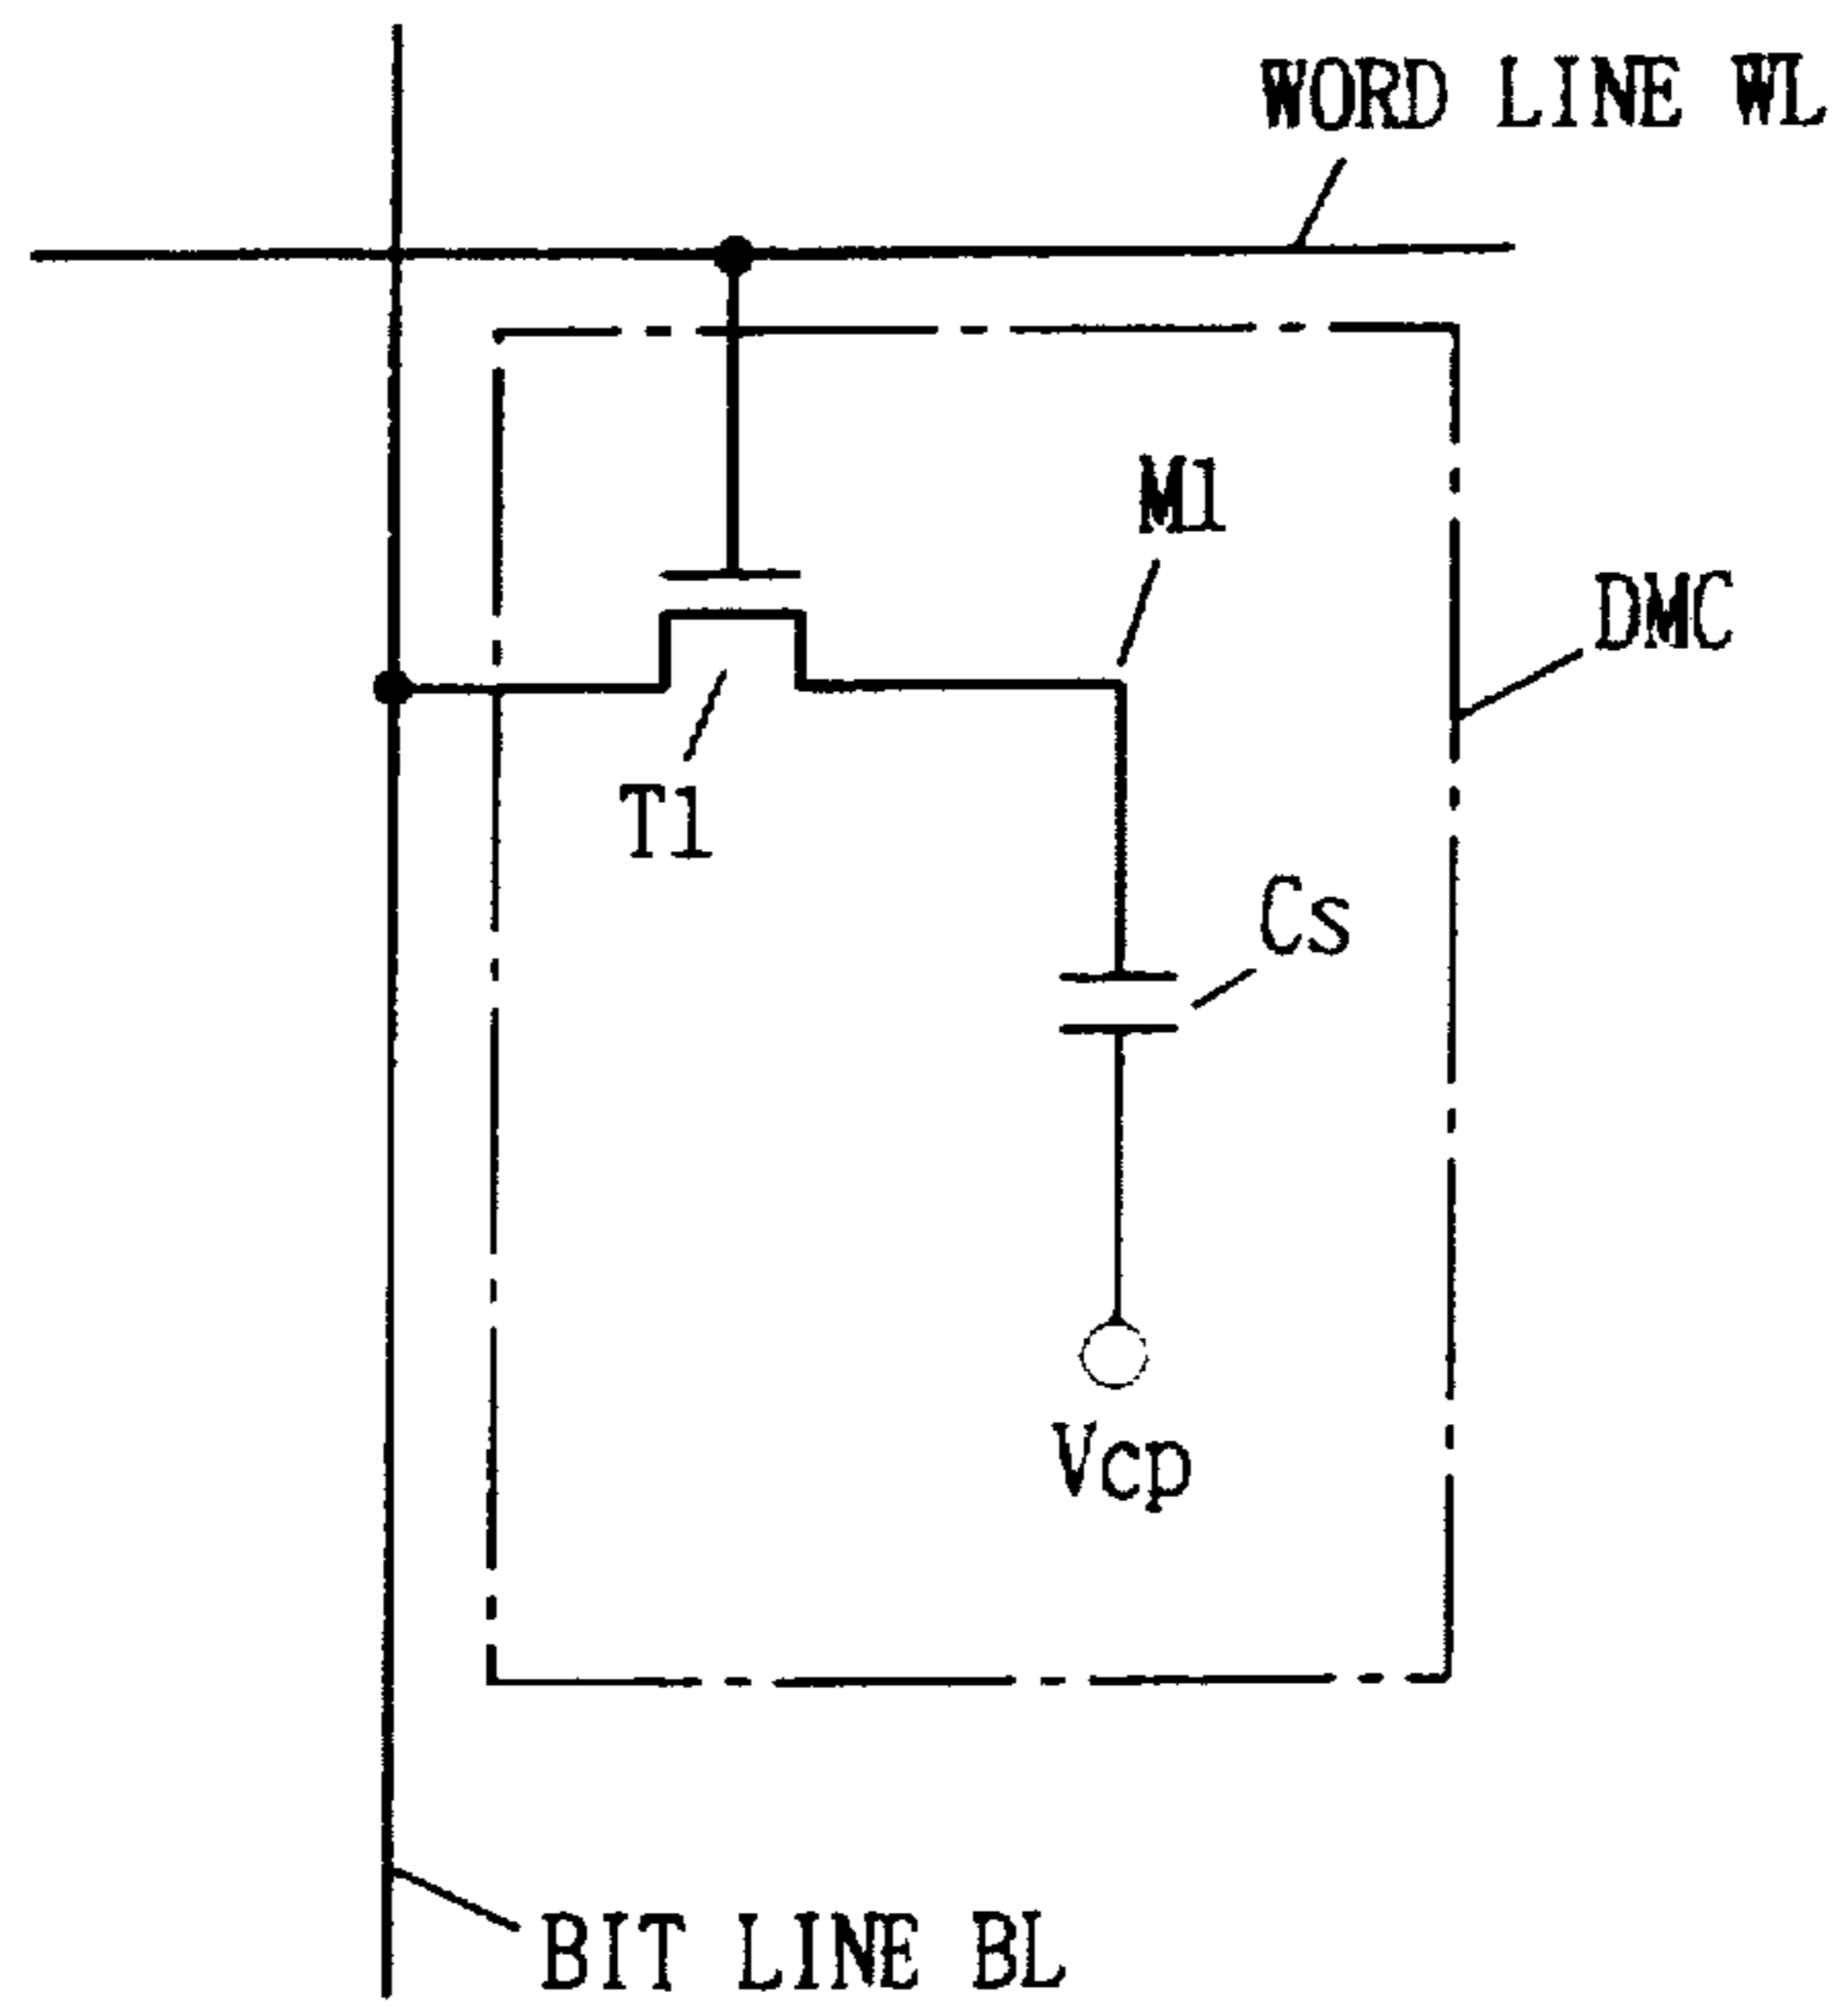 WORD LINE WL
M1
DMC
T1
Cs
Vcp
BIT LINE BL